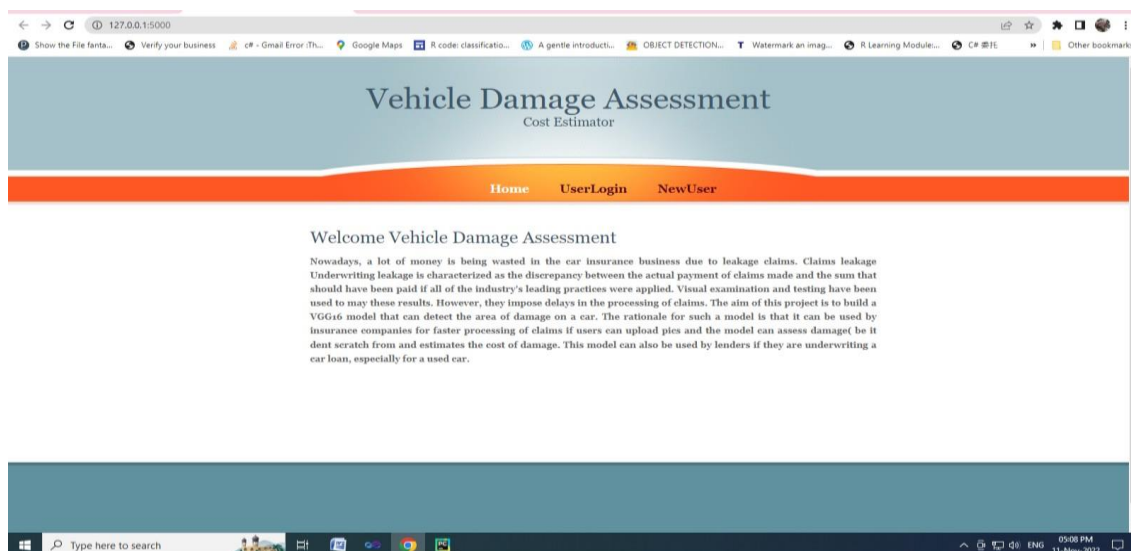 127.0.0.1:5000
Show the File fanta... Verify your business c# - Gmail Error :Th... Google Maps R code: classificatio... A gentle introducti... OBJECT DETECTION... Watermark an imag... R Learning Module:... C# 委托 » Other bookmarks
Vehicle Damage Assessment
Cost Estimator
Home UserLogin NewUser
Welcome Vehicle Damage Assessment
Nowadays, a lot of money is being wasted in the car insurance business due to leakage claims. Claims leakage
Underwriting leakage is characterized as the discrepancy between the actual payment of claims made and the sum that
should have been paid if all of the industry's leading practices were applied. Visual examination and testing have been
used to may these results. However, they impose delays in the processing of claims. The aim of this project is to build a
VGG16 model that can detect the area of damage on a car. The rationale for such a model is that it can be used by
insurance companies for faster processing of claims if users can upload pics and the model can assess damage( be it
dent scratch from and estimates the cost of damage. This model can also be used by lenders if they are underwriting a
car loan, especially for a used car.
Type here to search
ENG 05:08 PM
11-Nov-2022